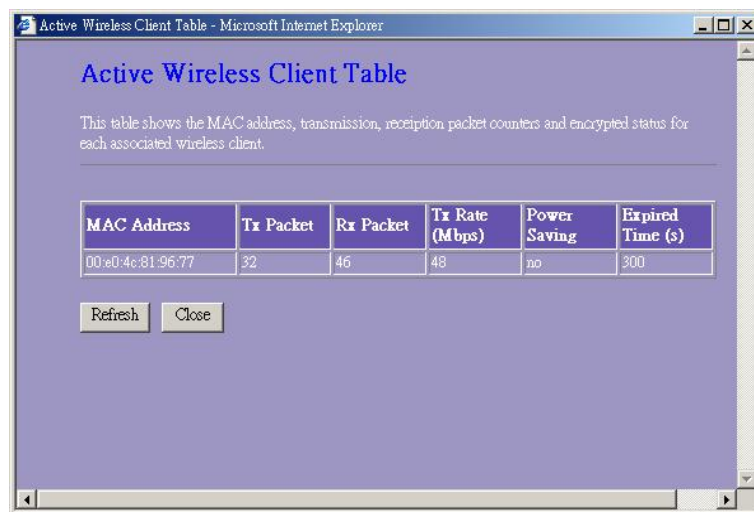 Active Wireless Client Table - Microsoft Internet Explorer
Active Wireless Client Table
This table shows the MAC address, transmission, receiption packet counters and encrypted status for
each associated wireless client.
MAC Address Tx Packet Rx Packet Tx Rate (Mbps) Power Saving Expired Time (s)
00:e0:4c:81:96:77 32 46 48 no 300
Refresh Close